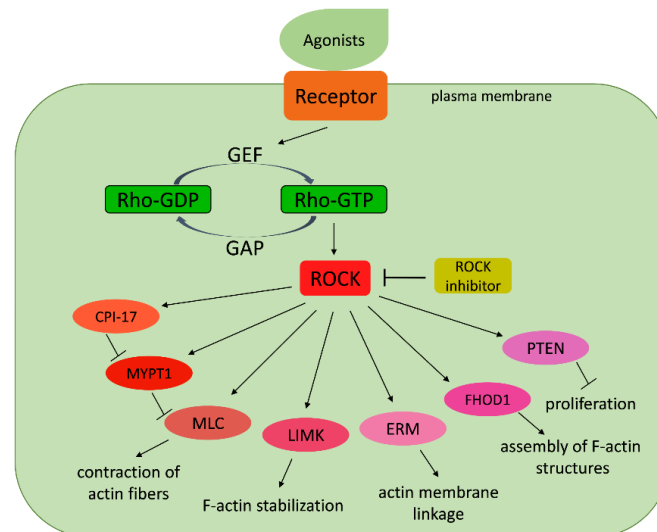 Agonists
Receptor
plasma membrane
GEF
Rho-GDP
Rho-GTP
GAP
ROCK
ROCK
inhibitor
CPI-17
MYPT1
MLC
LIMK
ERM
FHOD1
PTEN
proliferation
assembly of F-actin
structures
contraction of
actin fibers
F-actin stabilization
actin membrane
linkage